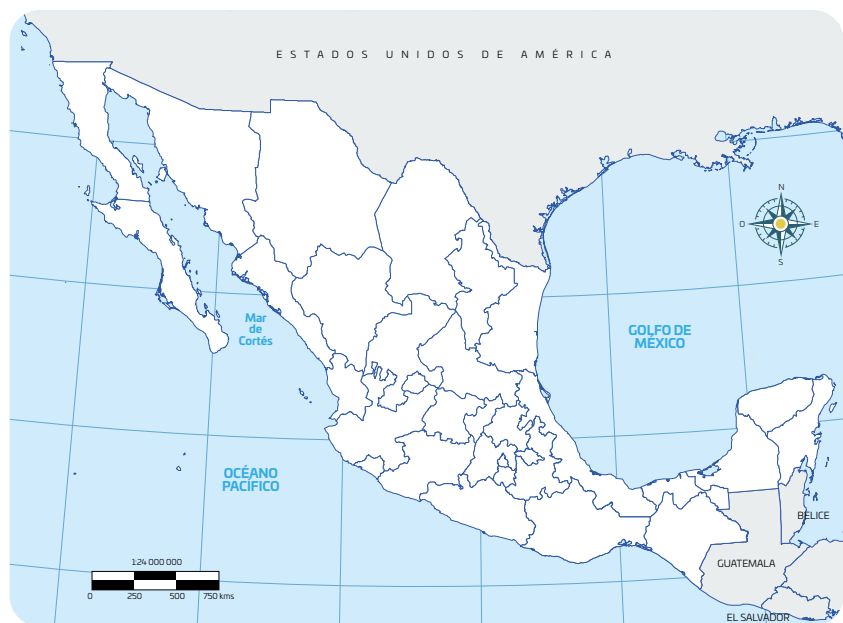 ESTADOS UNIDOS DE AMÉRICA
N
O
E
S
Mar
de
Cortés
GOLFO DE
MÉXICO
OCÉANO
PACÍFICO
BELICE
GUATEMALA
EL SALVADOR
1:24 000 000
0 250 500 750 kms